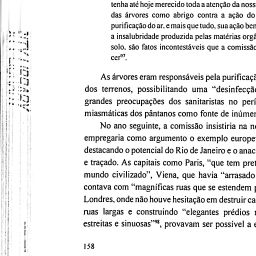 tenha até hoje merecido toda a atenção da noss
das árvores como abrigo contra a ação do
purificação do ar, e mais que tudo, sua ação ben
a insalubridade produzida pelas matérias orgâ
solo, são fatos incontestáveis que a comissão
cer⁹⁷.
As árvores eram responsáveis pela purificaçã
dos terrenos, possibilitando uma "desinfecção
grandes preocupações dos sanitaristas no perí
miasmáticos dos pântanos como fonte de inúmer
No ano seguinte, a comissão insistiria na ne
empregaria como argumento o exemplo europe
destacando o potencial do Rio de Janeiro e o anac
e traçado. As capitais como Paris, "que tem pret
mundo civilizado", Viena, que havia "arrasado
contava com "magníficas ruas que se estendem p
Londres, onde não houve hesitação em destruir ca
ruas largas e construindo "elegantes prédios n
estreitas e sinuosas"⁹⁸, provavam ser possível a e
158